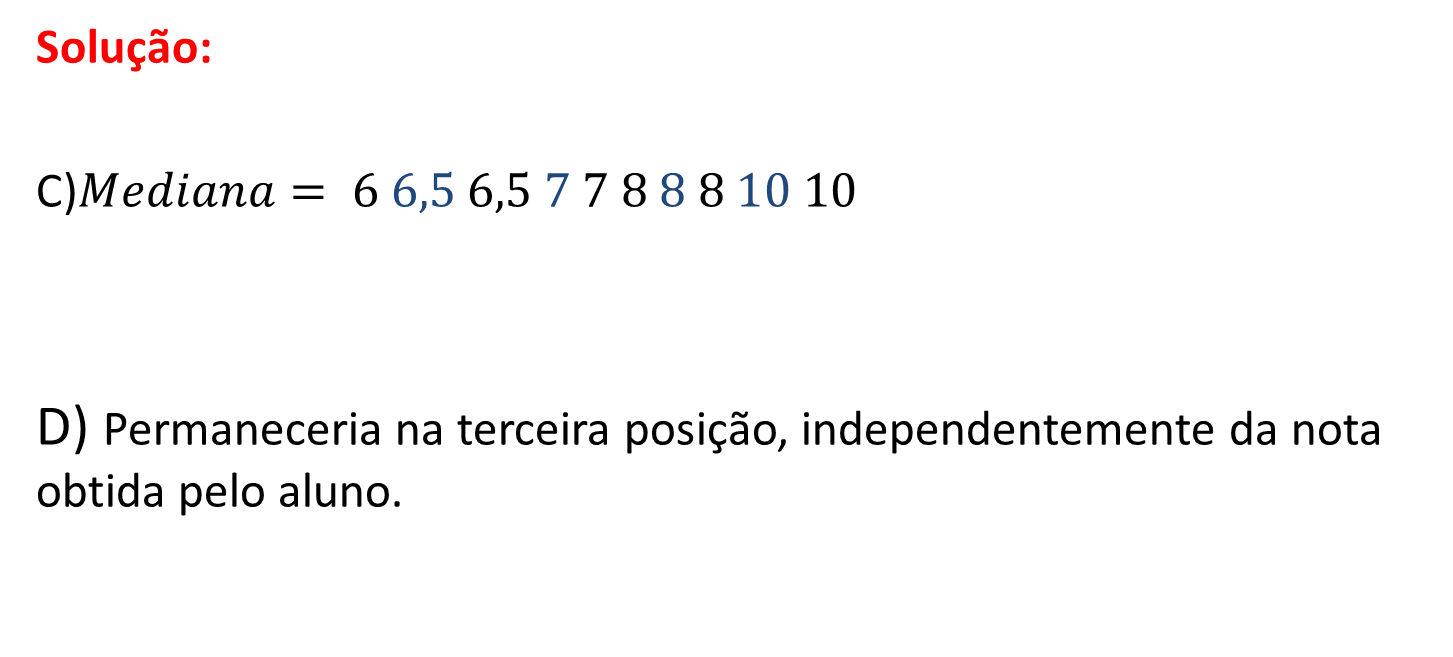 Solução:
C)Mediana = 6 6,5 6,5 7 7 8 8 8 10 10
D) Permaneceria na terceira posição, independentemente da nota
obtida pelo aluno.